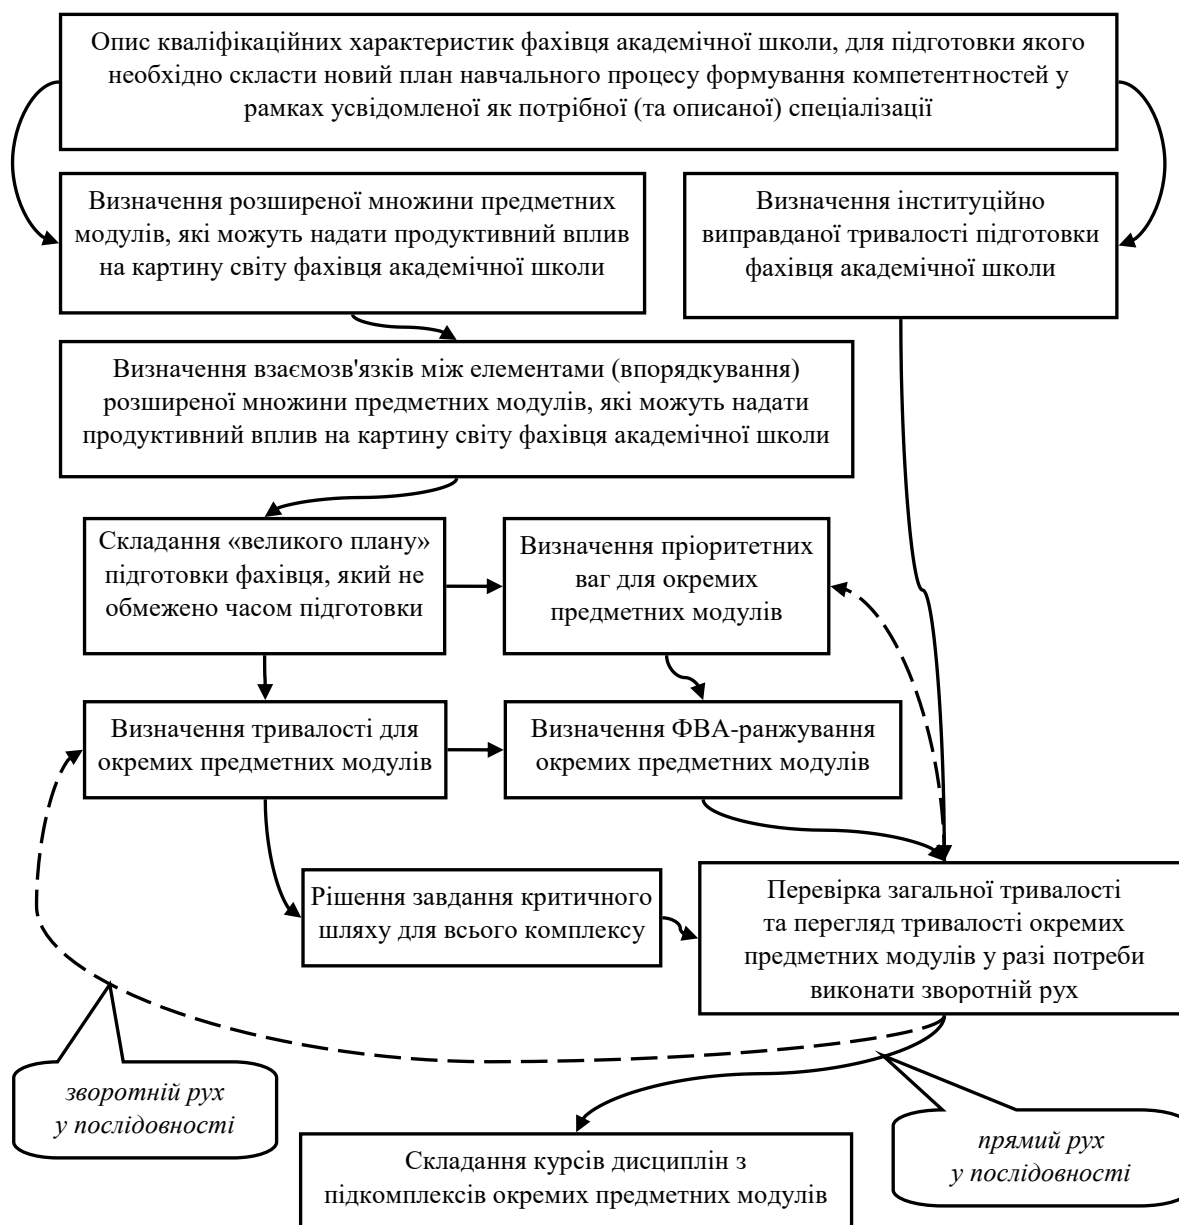 Опис кваліфікаційних характеристик фахівця академічної школи, для підготовки якого
необхідно скласти новий план навчального процесу формування компетентностей у
рамках усвідомленої як потрібної (та описаної) спеціалізації
Визначення розширеної множини предметних
модулів, які можуть надати продуктивний вплив
на картину світу фахівця академічної школи
Визначення інституційно
виправданої тривалості підготовки
фахівця академічної школи
Визначення взаємозв'язків між елементами (впорядкування)
розширеної множини предметних модулів, які можуть надати
продуктивний вплив на картину світу фахівця академічної школи
Складання «великого плану»
підготовки фахівця, який не
обмежено часом підготовки
Визначення пріоритетних
ваг для окремих
предметних модулів
Визначення тривалості для
окремих предметних модулів
Визначення ФВА-ранжування
окремих предметних модулів
Рішення завдання критичного
шляху для всього комплексу
Перевірка загальної тривалості
та перегляд тривалості окремих
предметних модулів у разі потреби
виконати зворотній рух
зворотній рух
у послідовності
прямий рух
у послідовності
Складання курсів дисциплін з
підкомплексів окремих предметних модулів